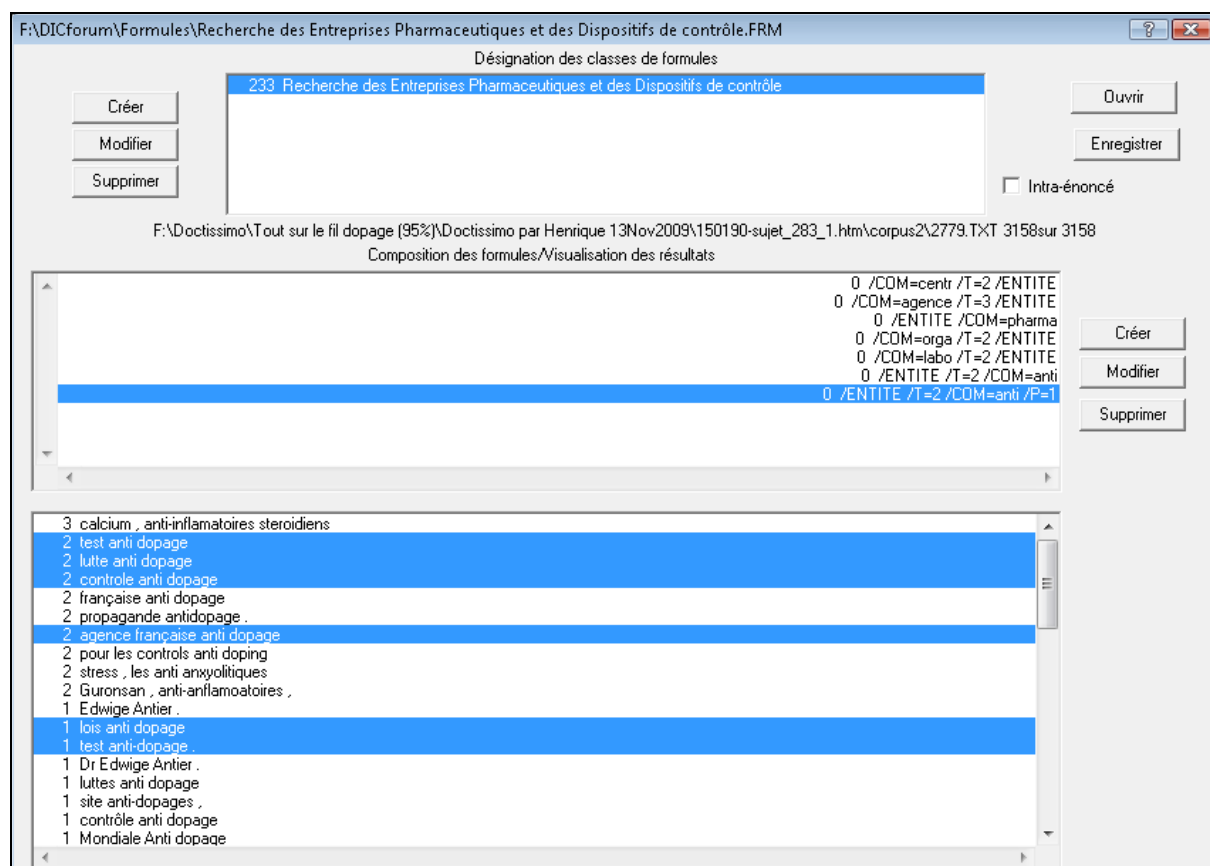 F:\DICforum\Formules\Recherche des Entreprises Pharmaceutiques et des Dispositifs de contrôle.FRM
Désignation des classes de formules
233 Recherche des Entreprises Pharmaceutiques et des Dispositifs de contrôle
Créer
Modifier
Supprimer
Ouvrir
Enregistrer
Intra-énoncé
F:\Doctissimo\Tout sur le fil dopage (95%)\Doctissimo par Henrique 13Nov2009\150190-sujet_283_1.htm\corpus2\2779.TXT 3158sur 3158
Composition des formules/Visualisation des résultats
0 /COM=centr /T=2 /ENTITE
0 /COM=agence /T=3 /ENTITE
0 /ENTITE /COM=pharma
0 /COM=orga /T=2 /ENTITE
0 /COM=labo /T=2 /ENTITE
0 /ENTITE /T=2 /COM=anti
0 /ENTITE /T=2 /COM=anti /P=1
Créer
Modifier
Supprimer
3 calcium , anti-inflamatoires steroidiens
2 test anti dopage
2 lutte anti dopage
2 controle anti dopage
2 française anti dopage
2 propagande antidopage .
2 agence française anti dopage
2 pour les controls anti doping
2 stress , les anti anxyolitiques
2 Guronsan , anti-anflamoatoires ,
1 Edwige Antier .
1 lois anti dopage
1 test anti-dopage .
1 Dr Edwige Antier .
1 luttes anti dopage
1 site anti-dopages ,
1 contrôle anti dopage
1 Mondiale Anti dopage